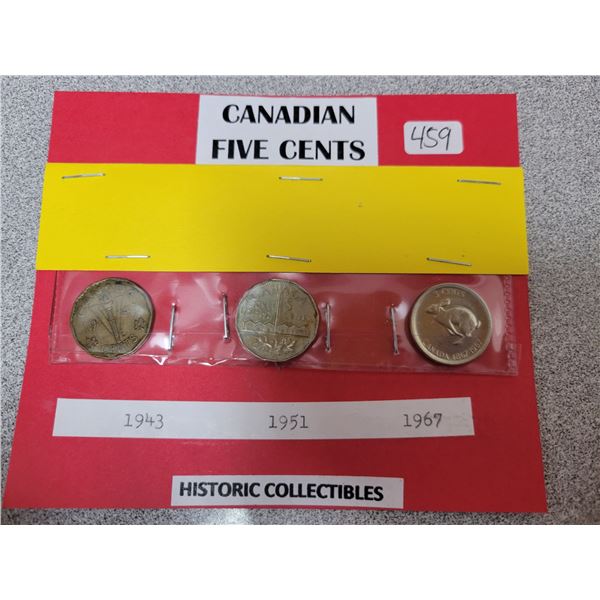 CANADIAN
FIVE CENTS
459
1943 1951 1967
HISTORIC COLLECTIBLES